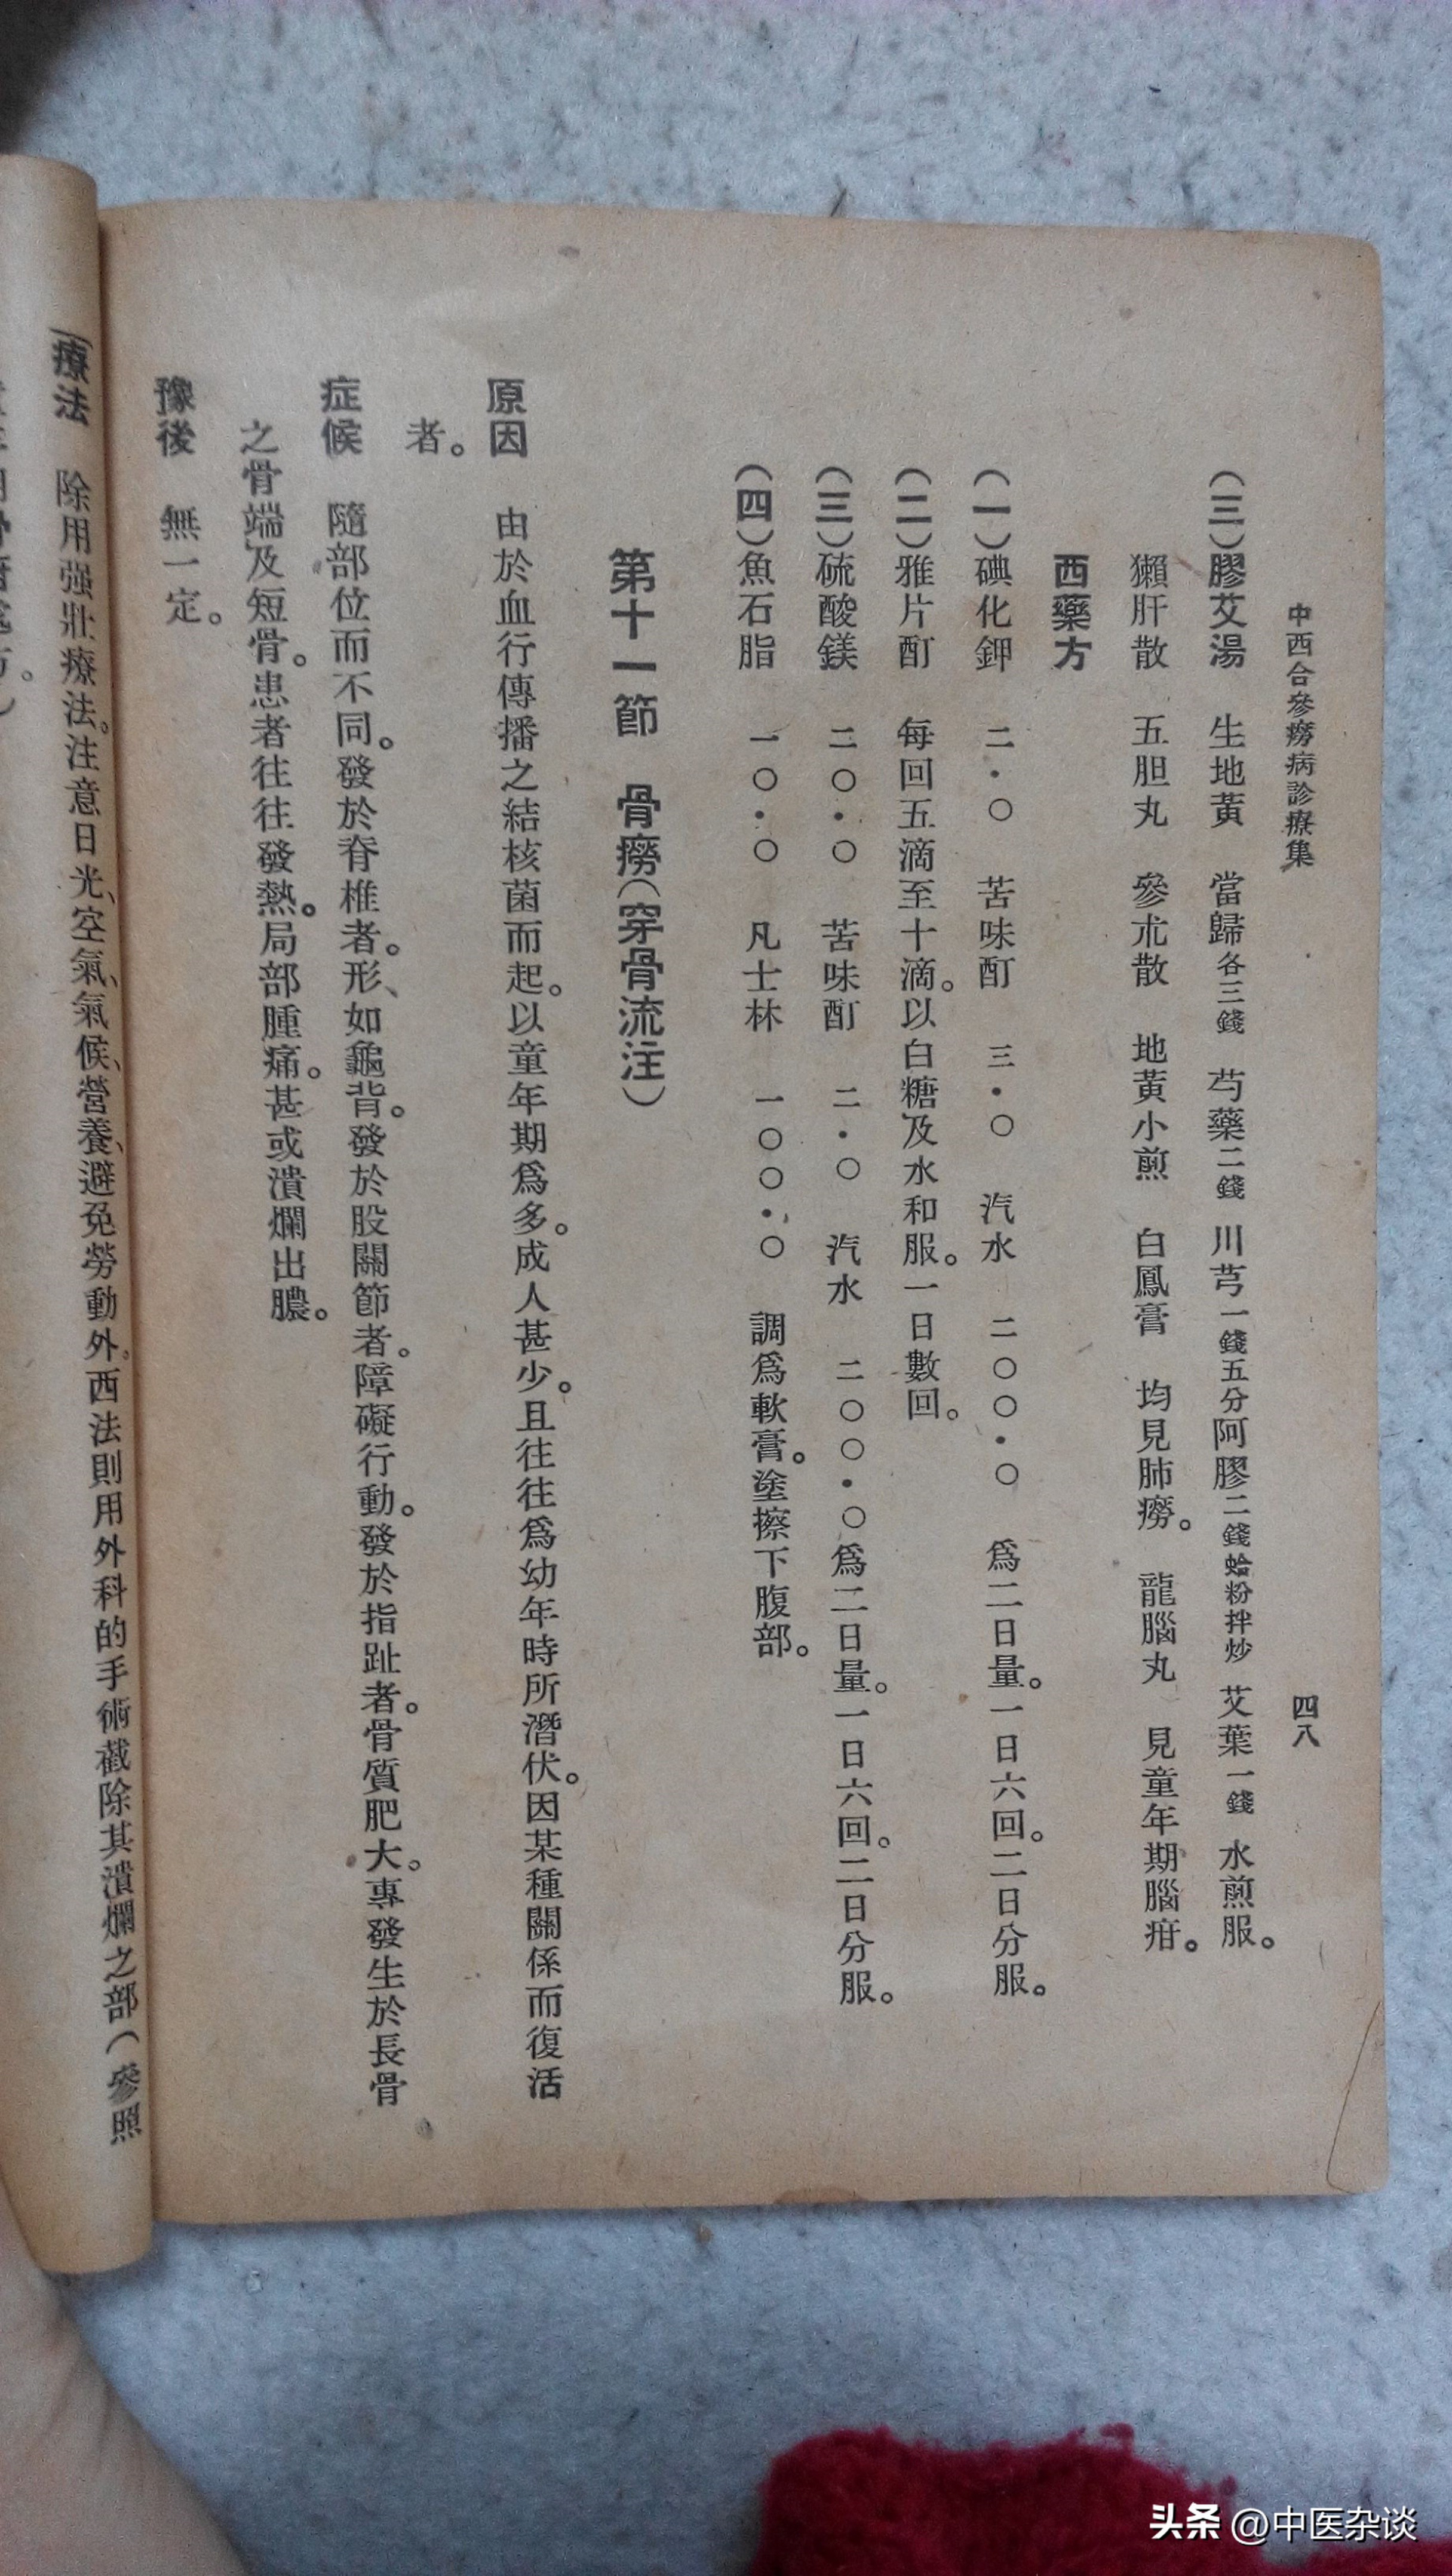 中西合參癆病診療集　四八
（三）膠艾湯　生地黃　當歸各三錢　芍藥二錢　川芎一錢五分　阿膠二錢蛤粉拌炒　艾葉一錢　水煎服。
獺肝散　五胆丸　參朮散　地黃小煎　白鳳膏　均見肺癆。　龍腦丸　見童年期腦疳。
西藥方
（一）碘化鉀　二・〇　苦味酊　三・〇　汽水　二〇〇・〇　爲二日量。一日六回。二日分服。
（二）雅片酊　每回五滴至十滴。以白糖及水和服。一日數回。
（三）硫酸鎂　二〇・〇　苦味酊　二・〇　汽水　二〇〇・〇爲二日量。一日六回。二日分服。
（四）魚石脂　一〇・〇　凡士林　一〇〇・〇　調爲軟膏。塗擦下腹部。
第十一節　骨癆（穿骨流注）
原因　由於血行傳播之結核菌而起。以童年期爲多。成人甚少。且往往爲幼年時所潛伏。因某種關係而復活
者。
症候　隨部位而不同。發於脊椎者。形、如龜背。發於股關節者。障礙行動。發於指趾者。骨質肥大。專發生於長骨
之骨端及短骨。患者往往發熱。局部腫痛。甚或潰爛出膿。
豫後　無一定。
療法　除用强壯療法。注意日光、空氣、氣候、營養、避免勞動外。西法則用外科的手術截除其潰爛之部（參照
头条 @中医杂谈